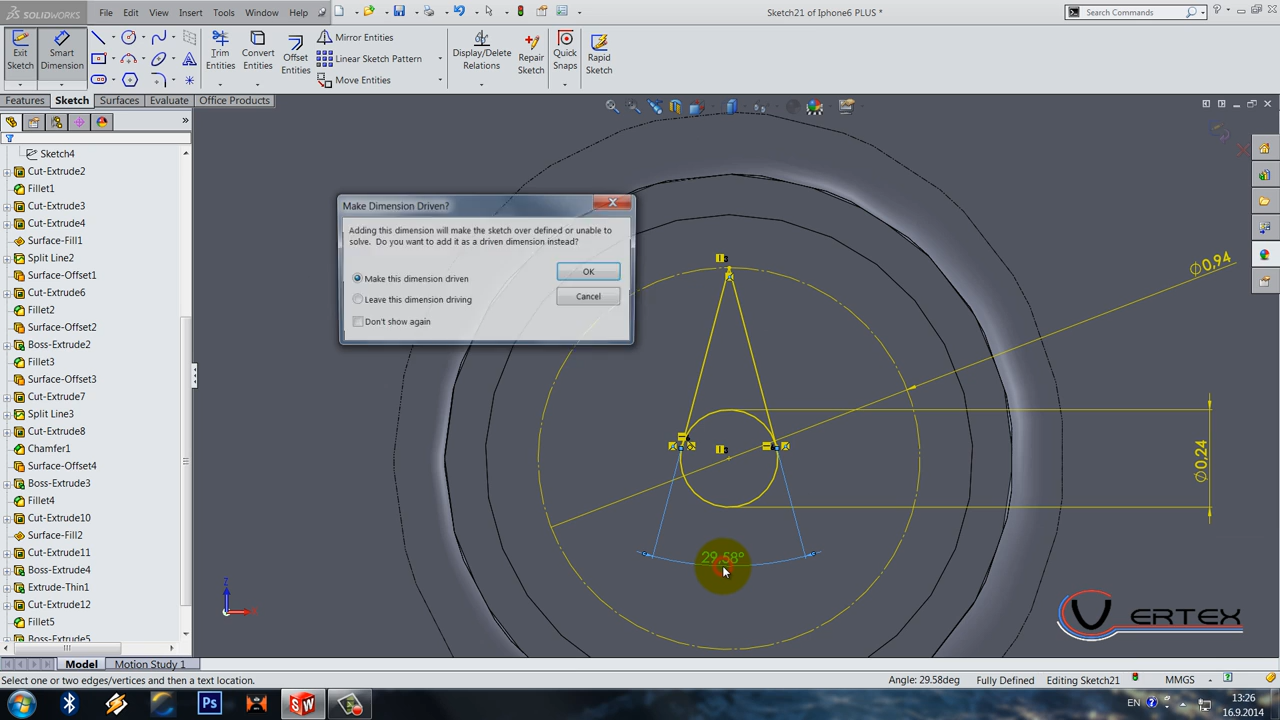 SOLIDWORKS
File
Edit
View
Insert
Tools
Window
Help
Sketch21 of Iphone6 PLUS *
Search Commands
Exit Sketch
Smart Dimension
Trim Entities
Convert Entities
Offset Entities
Mirror Entities
Linear Sketch Pattern
Move Entities
Display/Delete Relations
Repair Sketch
Quick Snaps
Rapid Sketch
Features
Sketch
Surfaces
Evaluate
Office Products
Sketch4
Cut-Extrude2
Fillet1
Cut-Extrude3
Cut-Extrude4
Surface-Fill1
Split Line2
Surface-Offset1
Cut-Extrude6
Fillet2
Surface-Offset2
Boss-Extrude2
Fillet3
Surface-Offset3
Cut-Extrude7
Split Line3
Cut-Extrude8
Chamfer1
Surface-Offset4
Boss-Extrude3
Fillet4
Cut-Extrude10
Surface-Fill2
Cut-Extrude11
Boss-Extrude4
Extrude-Thin1
Cut-Extrude12
Fillet5
Boss-Extrude5
Make Dimension Driven?
Adding this dimension will make the sketch over defined or unable to
solve. Do you want to add it as a driven dimension instead?
Make this dimension driven
OK
Leave this dimension driving
Cancel
Don't show again
Ø0,94
Ø0,24
29,58°
Z
VERTEX
Model
Motion Study 1
Select one or two edges/vertices and then a text location.
Angle: 29.58deg
Fully Defined
Editing Sketch21
MMGS
Ps
SW
EN
13:26
16.9.2014